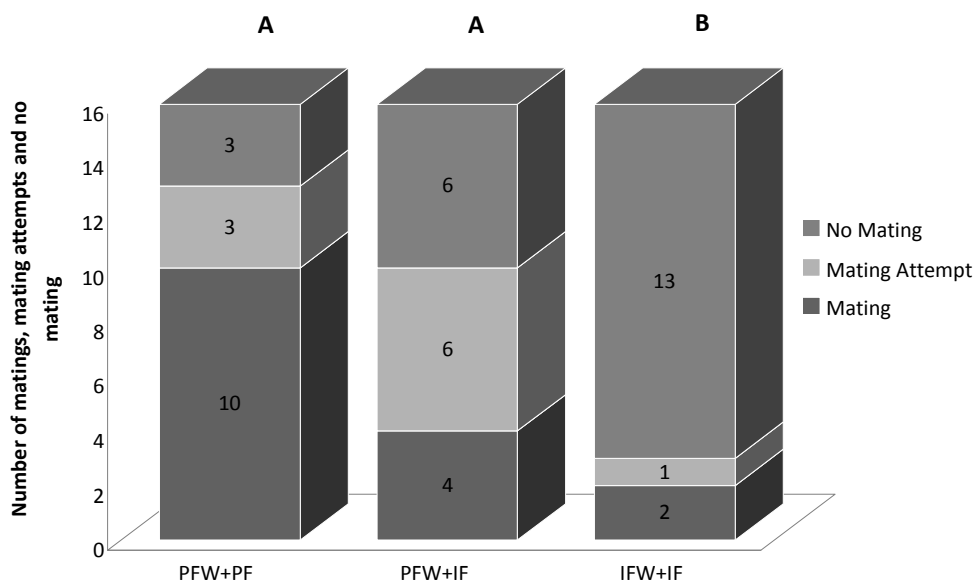 A A B
Number of matings, mating attempts and no
mating
16
14
12
10
8
6
4
2
0
3
3
10
6
6
4
13
1
2
PFW+PF PFW+IF IFW+IF
No Mating
Mating Attempt
Mating